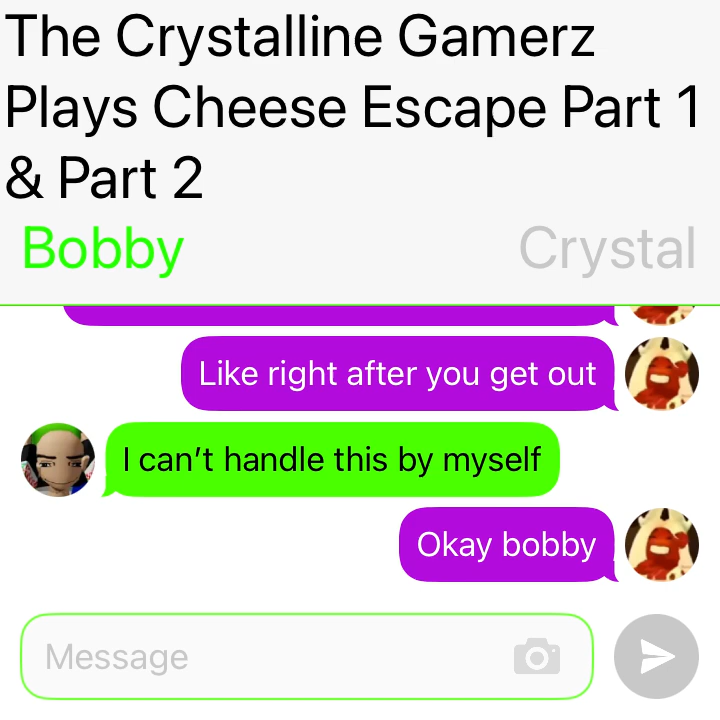 The Crystalline Gamerz
Plays Cheese Escape Part 1
& Part 2
Bobby
Crystal
Like right after you get out
I can't handle this by myself
Okay bobby
Message